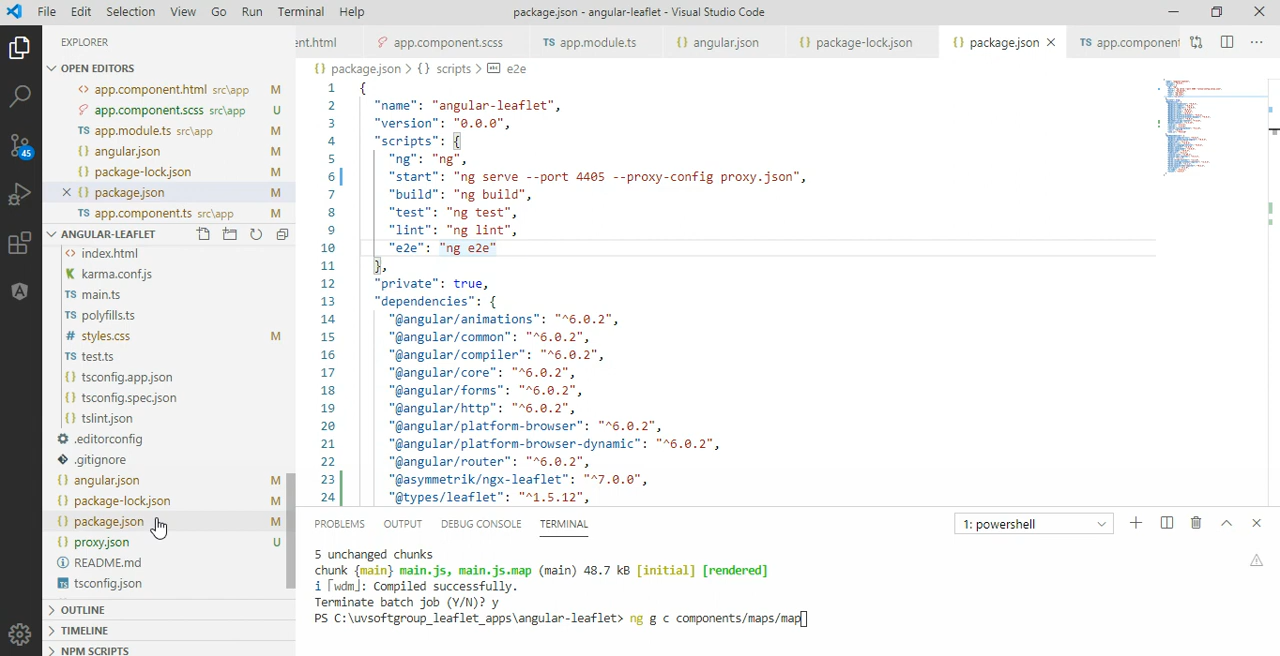 File Edit Selection View Go Run Terminal Help
package.json - angular-leaflet - Visual Studio Code
EXPLORER
OPEN EDITORS
app.component.html src\app M
app.component.scss src\app U
TS app.module.ts src\app M
{} angular.json M
{} package-lock.json M
{} package.json M
TS app.component.ts src\app M
ANGULAR-LEAFLET
<> index.html
karma.conf.js
TS main.ts
TS polyfills.ts
# styles.css M
TS test.ts
{} tsconfig.app.json
{} tsconfig.spec.json
{} tslint.json
.editorconfig
.gitignore
{} angular.json M
{} package-lock.json M
{} package.json M
{} proxy.json U
README.md
tsconfig.json
OUTLINE
TIMELINE
NPM SCRIPTS
45
ent.html app.component.scss TS app.module.ts {} angular.json {} package-lock.json {} package.json TS app.component
{} package.json > {} scripts > e2e
1 {
2 "name": "angular-leaflet",
3 "version": "0.0.0",
4 "scripts": {
5 "ng": "ng",
6 "start": "ng serve --port 4405 --proxy-config proxy.json",
7 "build": "ng build",
8 "test": "ng test",
9 "lint": "ng lint",
10 "e2e": "ng e2e"
11 },
12 "private": true,
13 "dependencies": {
14 "@angular/animations": "^6.0.2",
15 "@angular/common": "^6.0.2",
16 "@angular/compiler": "^6.0.2",
17 "@angular/core": "^6.0.2",
18 "@angular/forms": "^6.0.2",
19 "@angular/http": "^6.0.2",
20 "@angular/platform-browser": "^6.0.2",
21 "@angular/platform-browser-dynamic": "^6.0.2",
22 "@angular/router": "^6.0.2",
23 "@asymmetrik/ngx-leaflet": "^7.0.0",
24 "@types/leaflet": "^1.5.12",
PROBLEMS OUTPUT DEBUG CONSOLE TERMINAL
1: powershell
5 unchanged chunks
chunk {main} main.js, main.js.map (main) 48.7 kB [initial] [rendered]
i ｢wdm｣: Compiled successfully.
Terminate batch job (Y/N)? y
PS C:\uvsoftgroup_leaflet_apps\angular-leaflet> ng g c components/maps/map